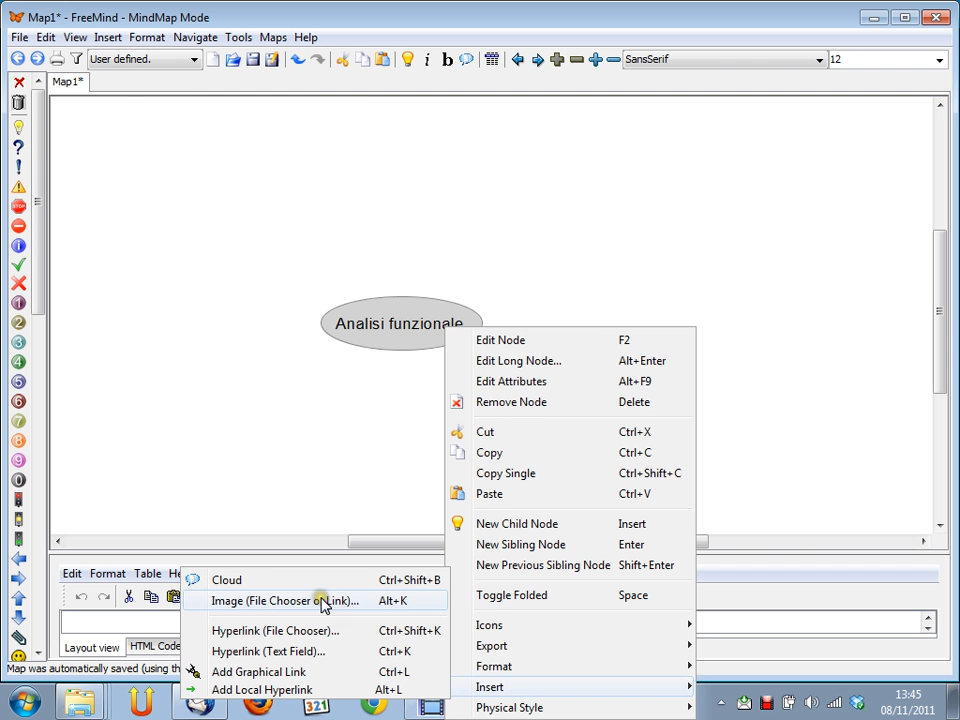 Map1* - FreeMind - MindMap Mode
File Edit View Insert Format Navigate Tools Maps Help
User defined. i b SansSerif 12
Map1*
Analisi funzionale
Edit Node F2
Edit Long Node... Alt+Enter
Edit Attributes Alt+F9
Remove Node Delete
Cut Ctrl+X
Copy Ctrl+C
Copy Single Ctrl+Shift+C
Paste Ctrl+V
New Child Node Insert
New Sibling Node Enter
New Previous Sibling Node Shift+Enter
Toggle Folded Space
Icons
Export
Format
Insert
Physical Style
Edit Format Table He
Cloud Ctrl+Shift+B
Image (File Chooser or Link)... Alt+K
Hyperlink (File Chooser)... Ctrl+Shift+K
Hyperlink (Text Field)... Ctrl+K
Add Graphical Link Ctrl+L
Add Local Hyperlink Alt+L
Layout view HTML Code
Map was automatically saved (using the
321
13:45
08/11/2011